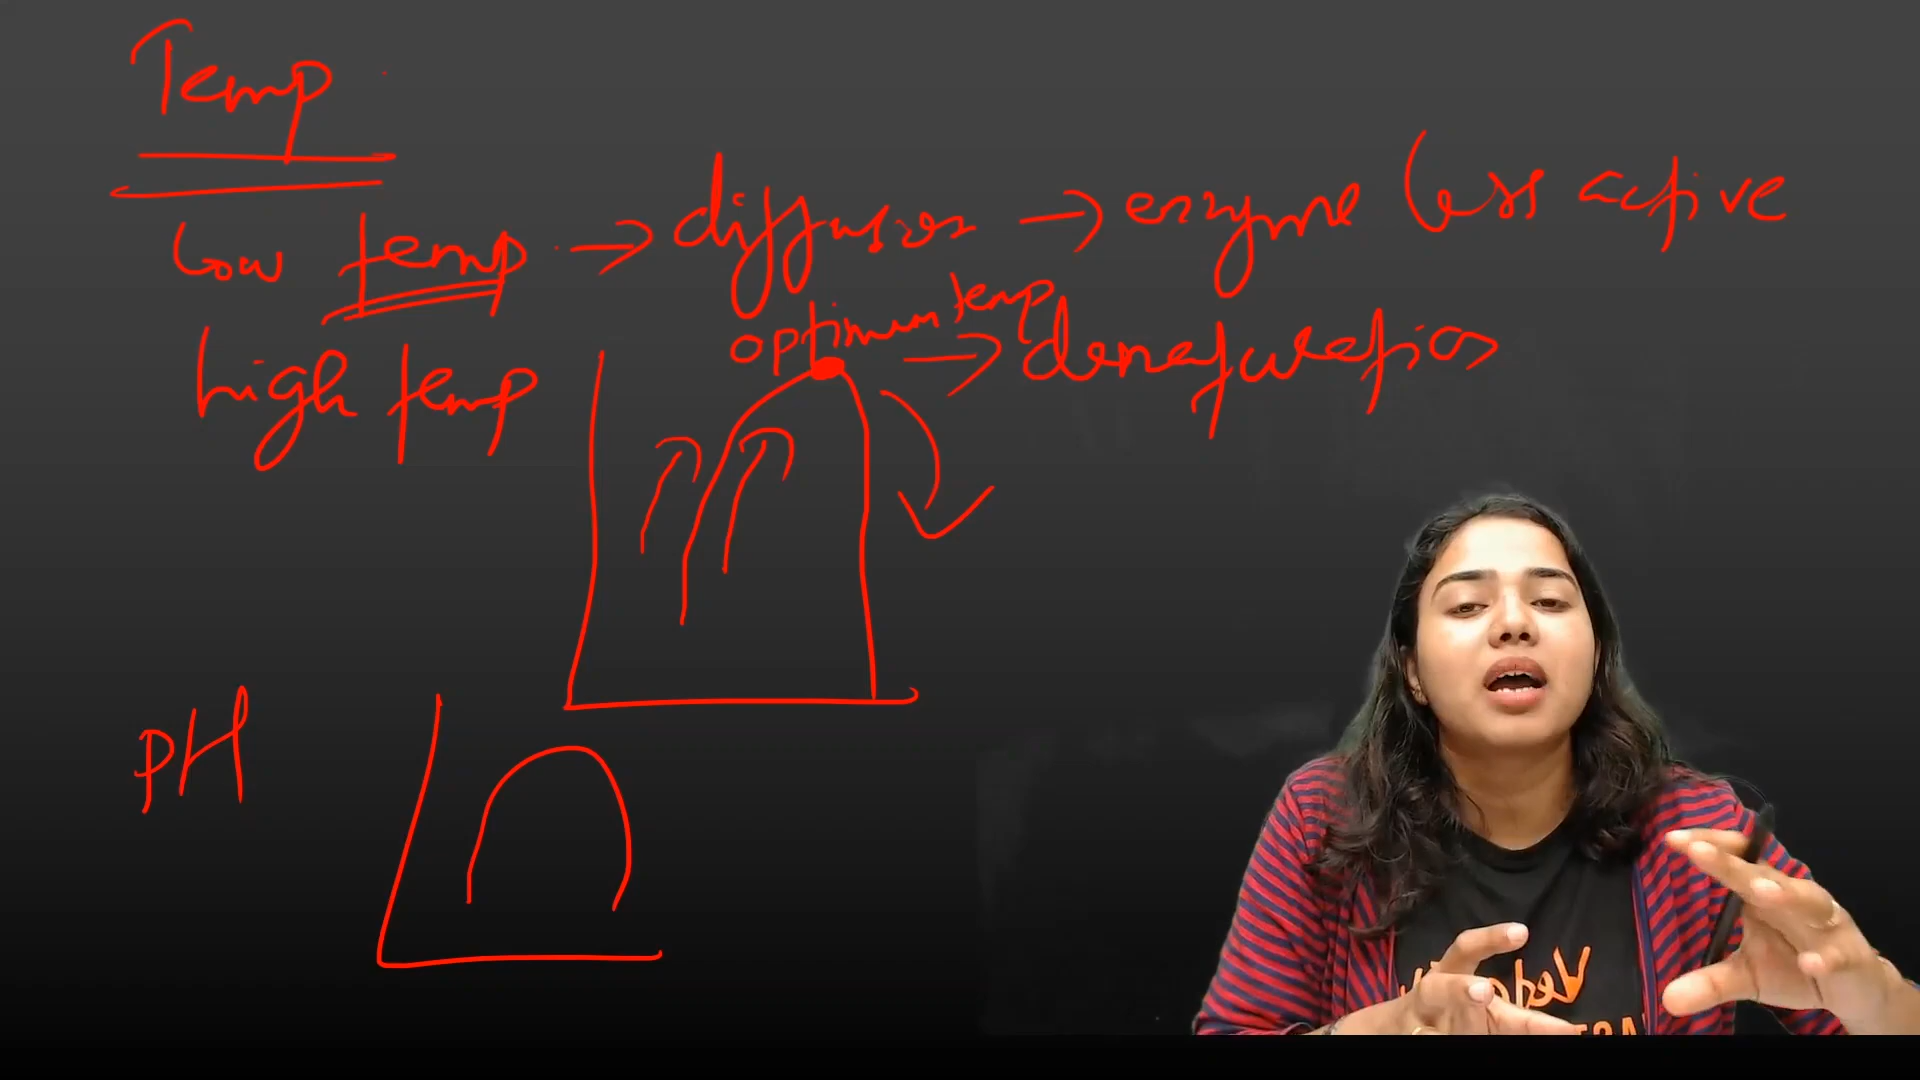 Temp
low temp → diffusion → enzyme less active
optimum temp
high temp → denaturation
pH